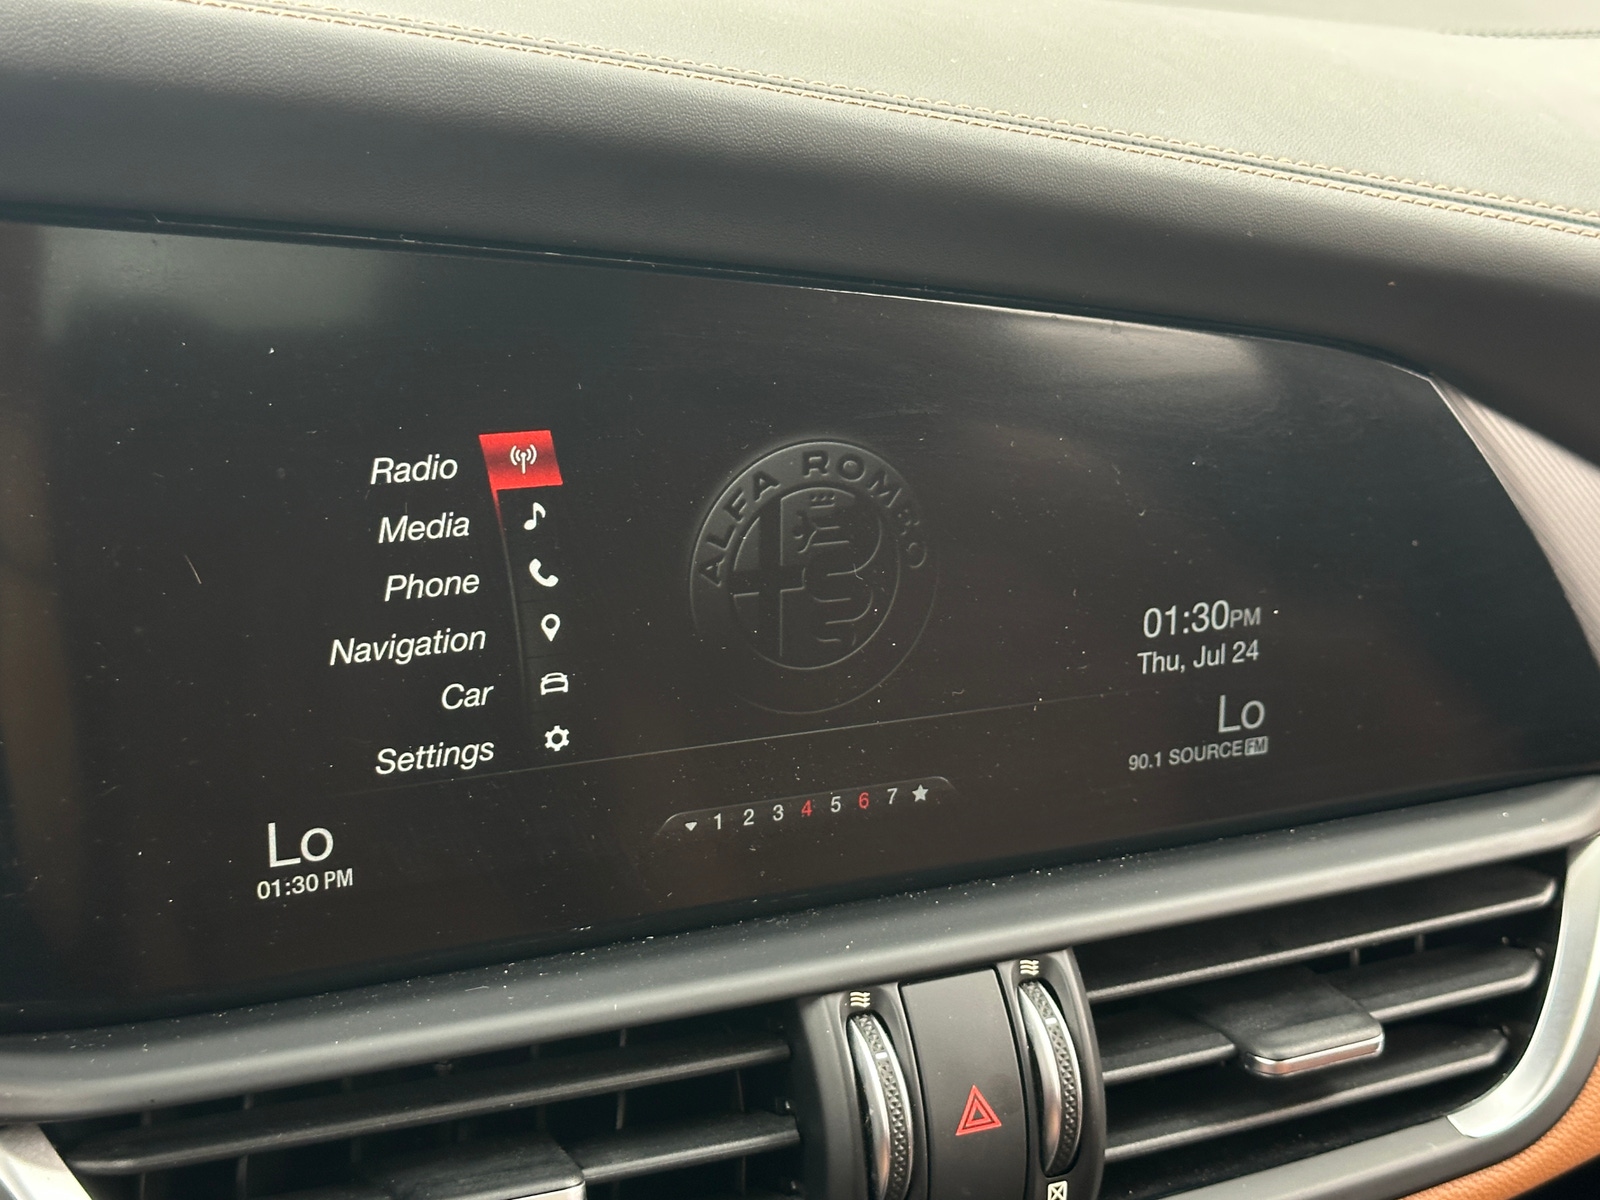 Radio
Media
Phone
Navigation
Car
Settings
Lo
01:30 PM
ALFA ROMEO
1 2 3 4 5 6 7
01:30PM
Thu, Jul 24
Lo
90.1 SOURCE FM